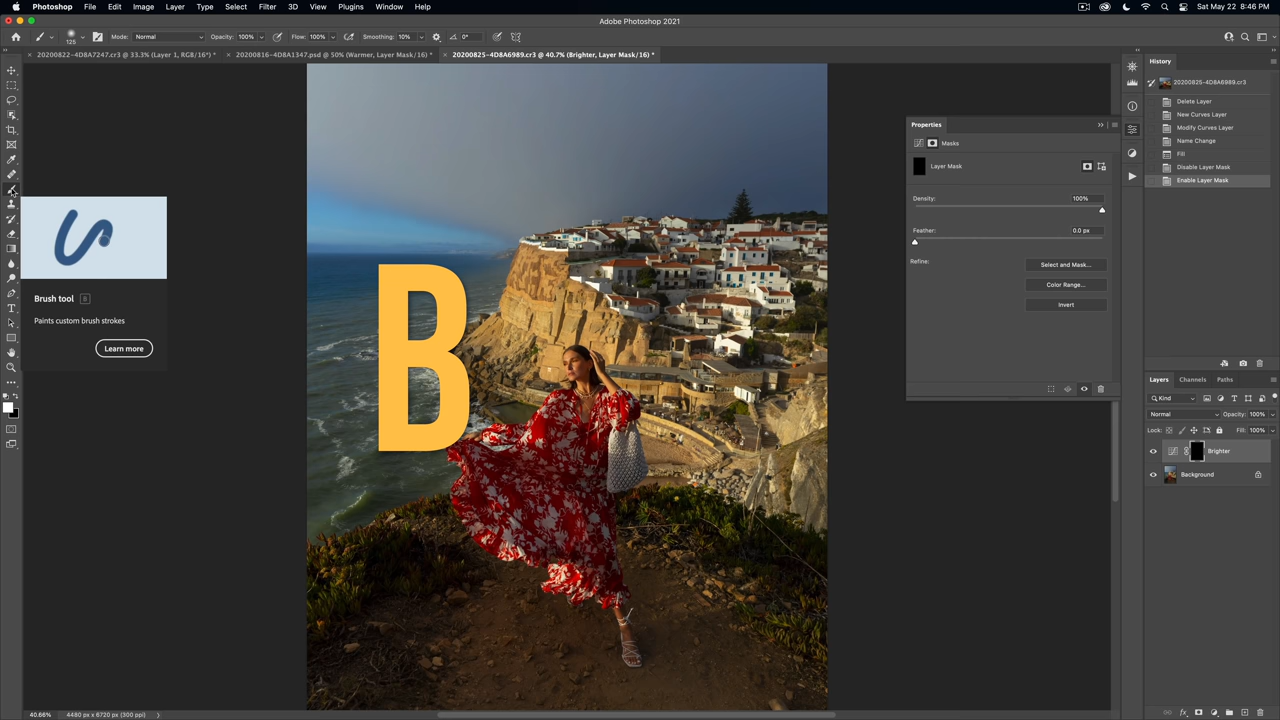 Photoshop File Edit Image Layer Type Select Filter 3D View Plugins Window Help Sat May 22 8:46 PM
Adobe Photoshop 2021
125 Mode: Normal Opacity: 100% Flow: 100% Smoothing: 10% 0°
20200822-4D8A7247.cr3 @ 33.3% (Layer 1, RGB/16*) *
20200816-4D8A1347.psd @ 50% (Warmer, Layer Mask/16) *
20200825-4D8A6989.cr3 @ 40.7% (Brighter, Layer Mask/16) *
Brush tool B
Paints custom brush strokes
Learn more
B
Properties
Masks
Layer Mask
Density: 100%
Feather: 0.0 px
Refine:
Select and Mask...
Color Range...
Invert
History
20200825-4D8A6989.cr3
Delete Layer
New Curves Layer
Modify Curves Layer
Name Change
Fill
Disable Layer Mask
Enable Layer Mask
Layers Channels Paths
Kind
Normal Opacity: 100%
Lock: Fill: 100%
Brighter
Background
40.66% 4480 px x 6720 px (300 ppi)